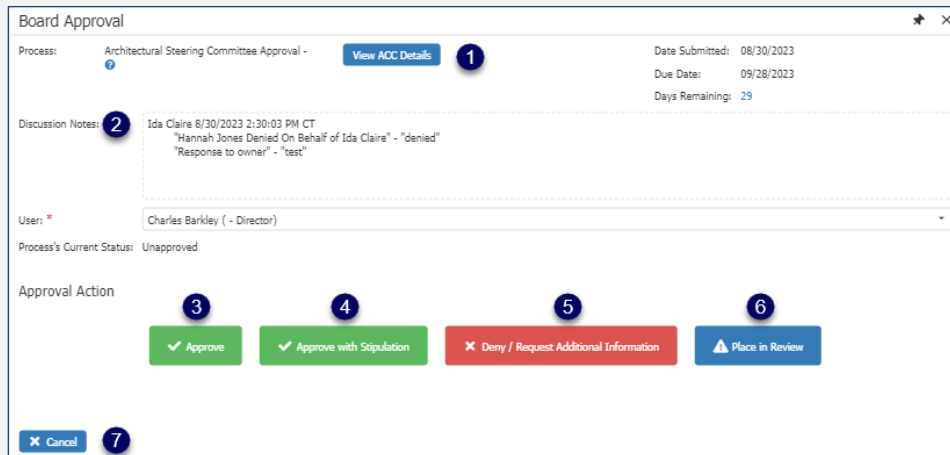 Board Approval
Process: Architectural Steering Committee Approval - View ACC Details 1 Date Submitted: 08/30/2023
Due Date: 09/28/2023
Days Remaining: 29
Discussion Notes: 2 Ida Claire 8/30/2023 2:30:03 PM CT
"Hannah Jones Denied On Behalf of Ida Claire" - "denied"
"Response to owner" - "test"
User: * Charles Barkley ( - Director)
Process's Current Status: Unapproved
Approval Action
3 4 5 6
Approve Approve with Stipulation Deny / Request Additional Information Place in Review
Cancel 7